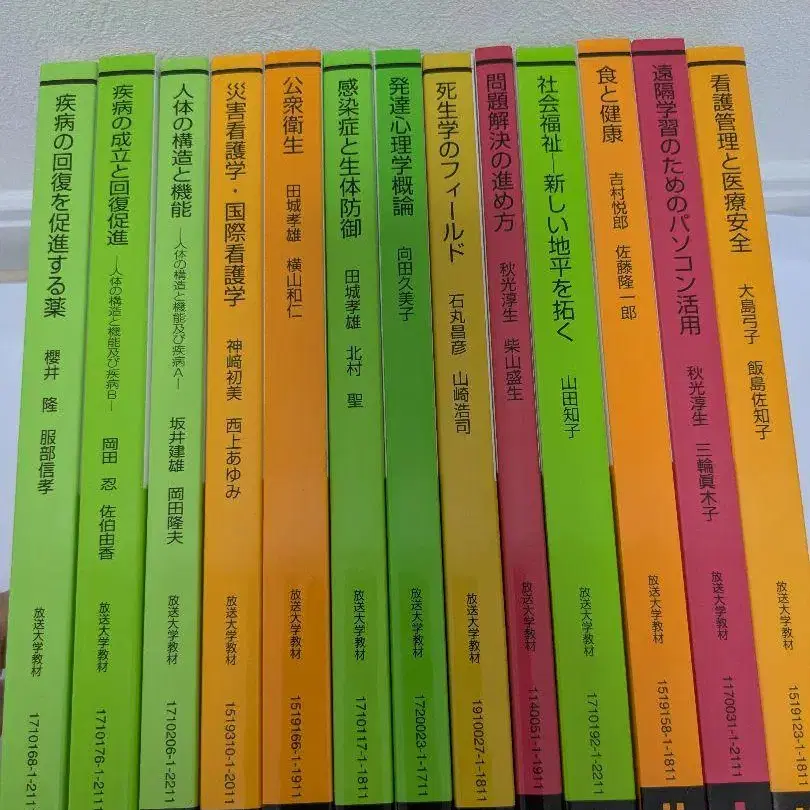 疾病の回復を促進する薬
櫻井 隆 服部信孝
放送大学教材
1710168-1-2111
疾病の成立と回復促進
―人体の構造と機能及び疾病B―
岡田 忍 佐伯由香
放送大学教材
1710176-1-2111
人体の構造と機能
―人体の構造と機能及び疾病A―
坂井建雄 岡田隆夫
放送大学教材
1710206-1-2211
災害看護学・国際看護学
神﨑初美 西上あゆみ
放送大学教材
1519310-1-2011
公衆衛生
田城孝雄 横山和仁
放送大学教材
1519166-1-1911
感染症と生体防御
田城孝雄 北村 聖
放送大学教材
1710117-1-1811
発達心理学概論
向田久美子
放送大学教材
1720023-1-1711
死生学のフィールド
石丸昌彦 山崎浩司
放送大学教材
1910027-1-1811
問題解決の進め方
秋光淳生 柴山盛生
放送大学教材
1140051-1-1911
社会福祉―新しい地平を拓く
山田知子
放送大学教材
1710192-1-2211
食と健康
吉村悦郎 佐藤隆一郎
放送大学教材
1519158-1-1811
遠隔学習のためのパソコン活用
秋光淳生 三輪眞木子
放送大学教材
1170031-1-2111
看護管理と医療安全
大島弓子 飯島佐知子
放送大学教材
1519123-1-1811